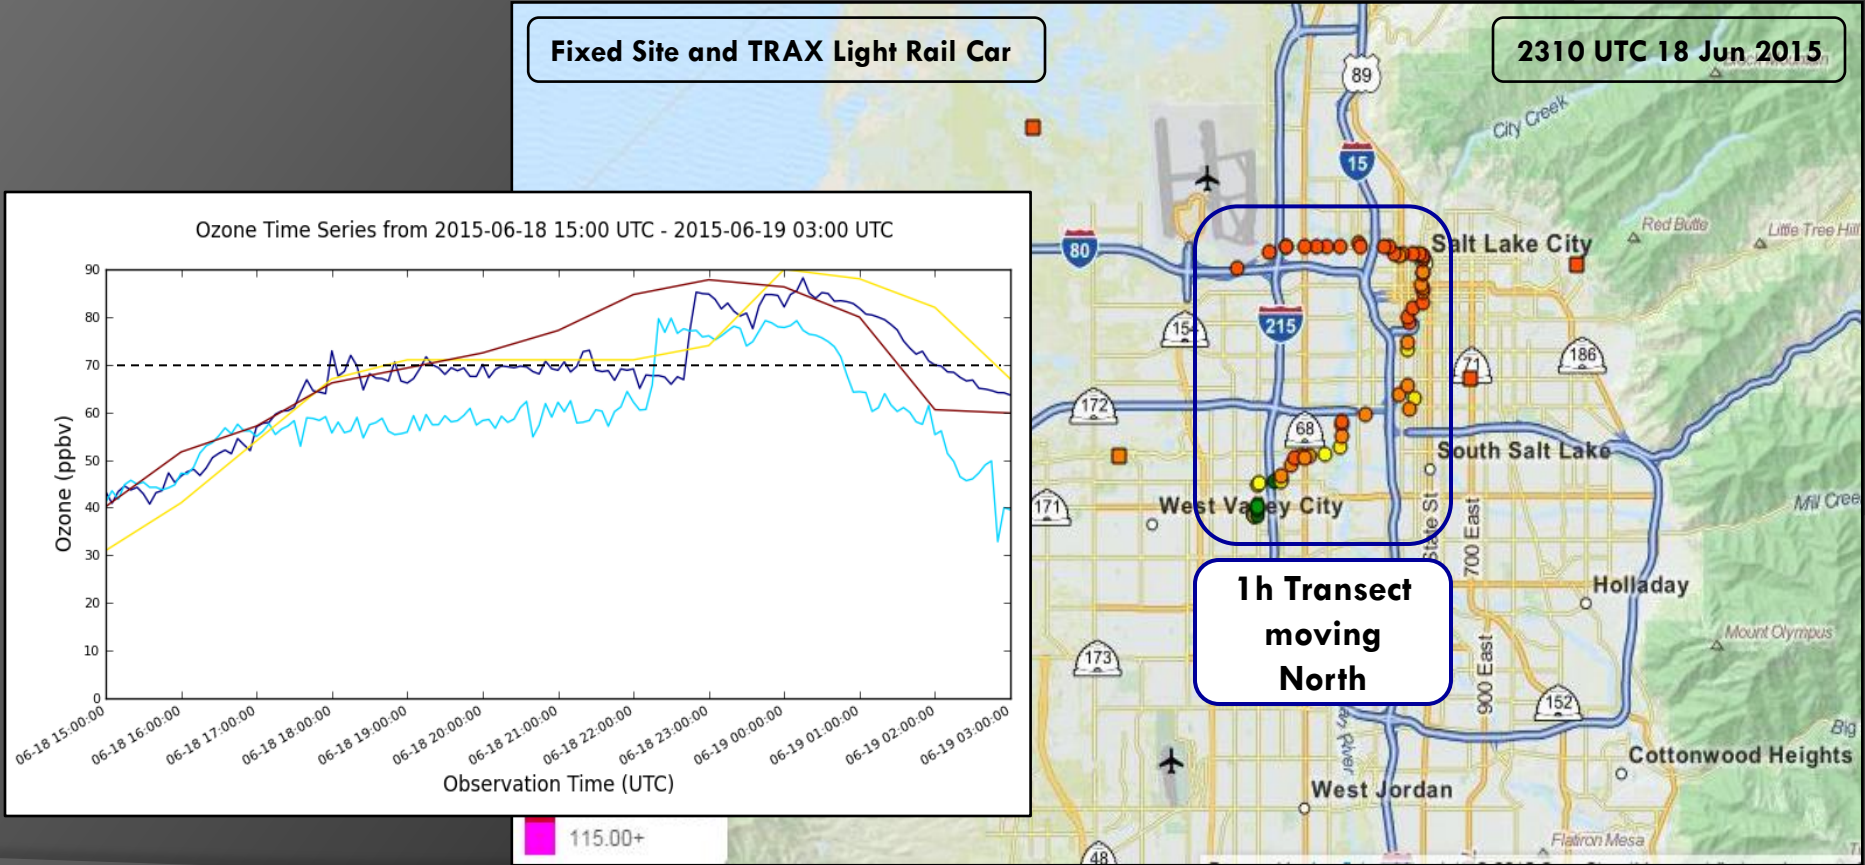 Fixed Site and TRAX Light Rail Car
2310 UTC 18 Jun 2015
Ozone Time Series from 2015-06-18 15:00 UTC - 2015-06-19 03:00 UTC
Ozone (ppbv)
90
80
70
60
50
40
30
20
10
0
06-18 15:00:00
06-18 16:00:00
06-18 17:00:00
06-18 18:00:00
06-18 19:00:00
06-18 20:00:00
06-18 21:00:00
06-18 22:00:00
06-18 23:00:00
06-19 00:00:00
06-19 01:00:00
06-19 02:00:00
06-19 03:00:00
Observation Time (UTC)
115.00+
89
City Creek
15
Red Butte
Little Tree Hill
80
Salt Lake City
154
215
71
186
172
68
South Salt Lake
171
West Valley City
State St
700 East
Mill Cree
1h Transect
moving
North
Holladay
Mount Olympus
173
900 East
152
Big
River
Cottonwood Heights
West Jordan
Flatiron Mesa
48